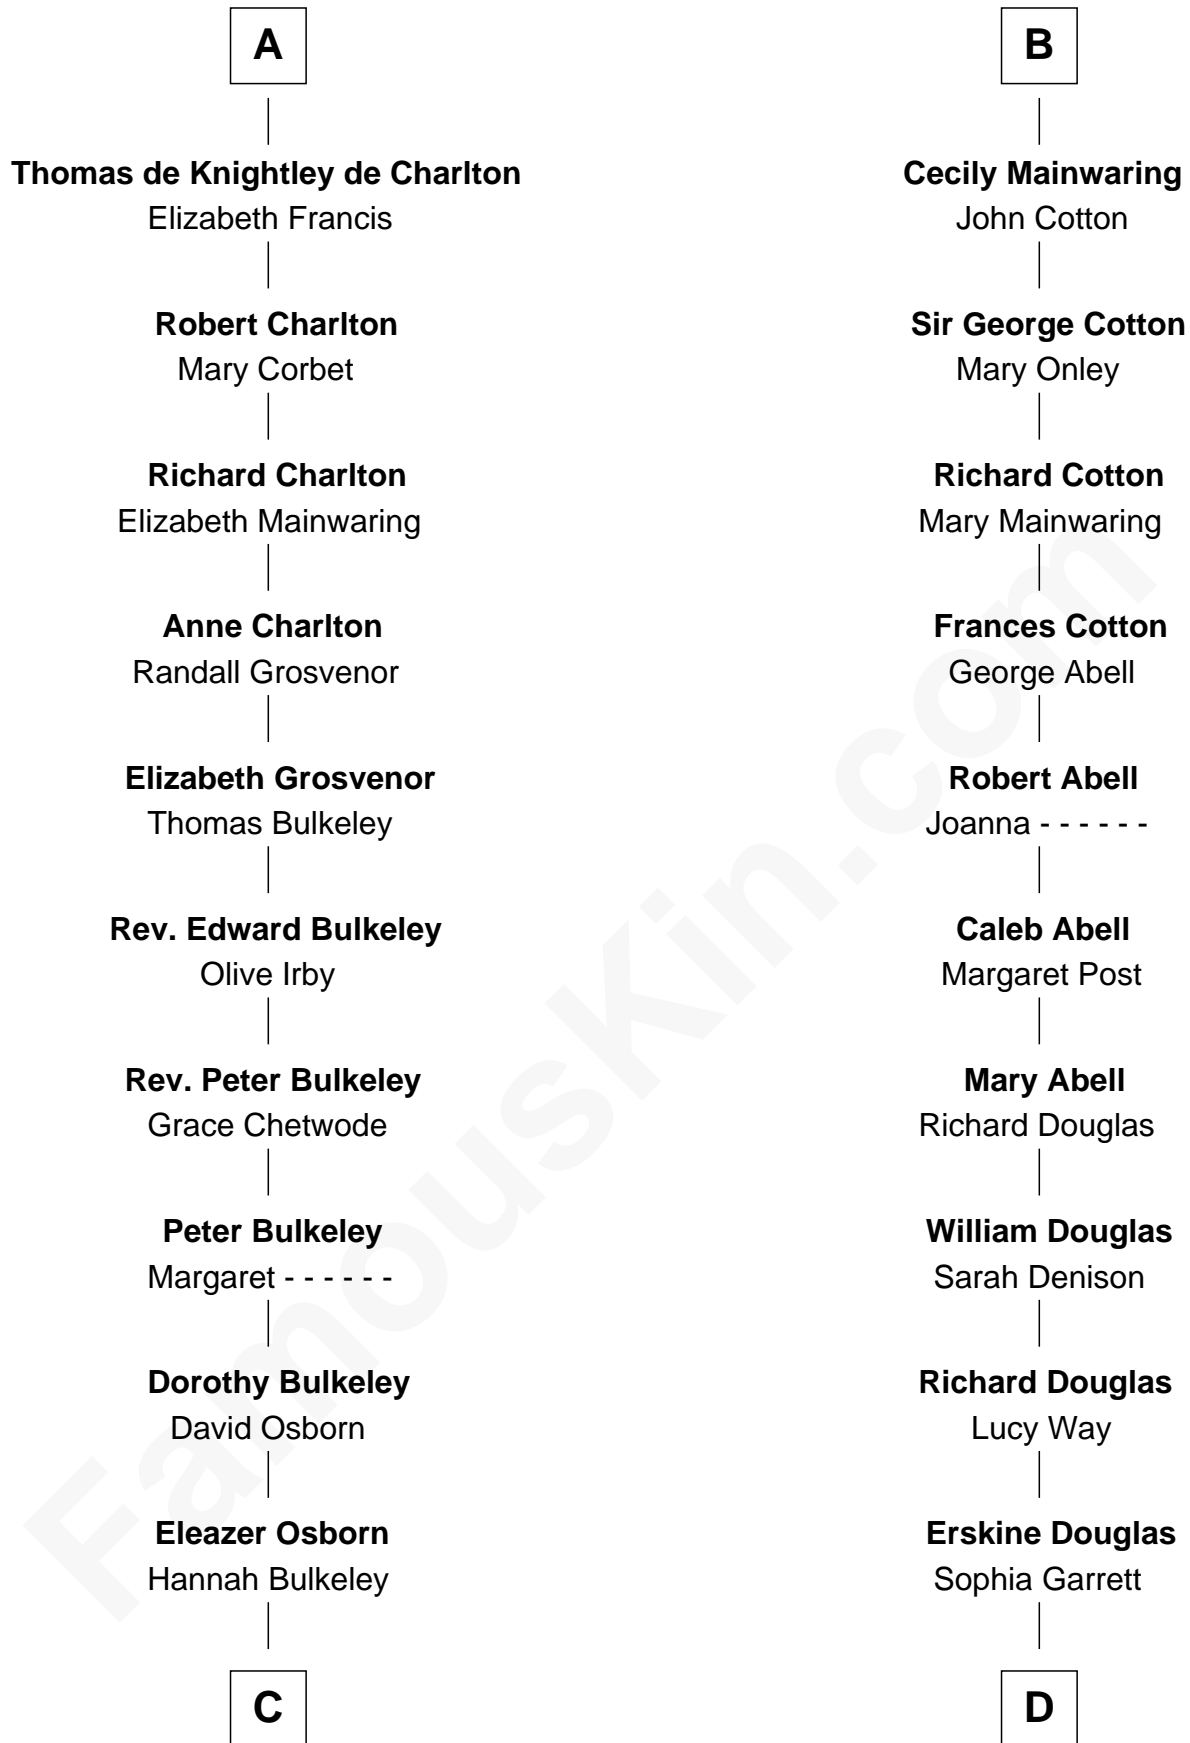 A
Thomas de Knightley de Charlton
Elizabeth Francis
Robert Charlton
Mary Corbet
Richard Charlton
Elizabeth Mainwaring
Anne Charlton
Randall Grosvenor
Elizabeth Grosvenor
Thomas Bulkeley
Rev. Edward Bulkeley
Olive Irby
Rev. Peter Bulkeley
Grace Chetwode
Peter Bulkeley
Margaret - - - - - -
Dorothy Bulkeley
David Osborn
Eleazer Osborn
Hannah Bulkeley
C
B
Cecily Mainwaring
John Cotton
Sir George Cotton
Mary Onley
Richard Cotton
Mary Mainwaring
Frances Cotton
George Abell
Robert Abell
Joanna - - - - - -
Caleb Abell
Margaret Post
Mary Abell
Richard Douglas
William Douglas
Sarah Denison
Richard Douglas
Lucy Way
Erskine Douglas
Sophia Garrett
D
FamousKin.com